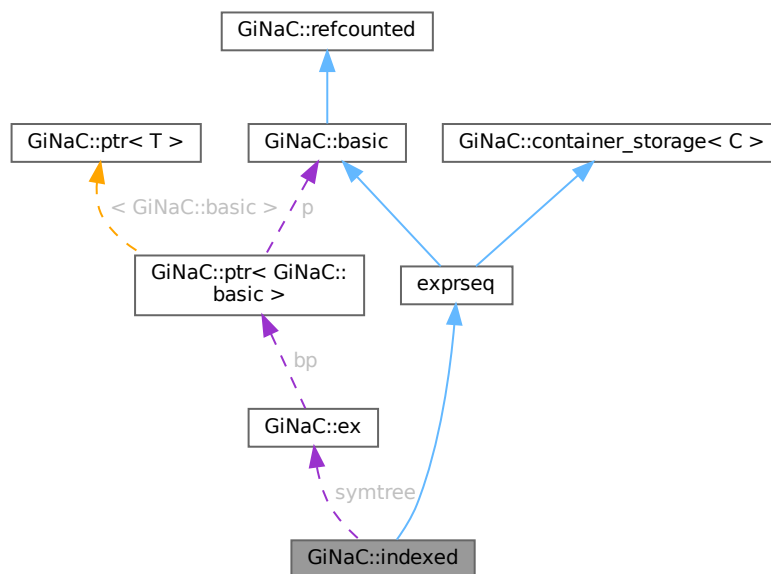 GiNaC::refcounted
GiNaC::ptr< T >
GiNaC::basic
GiNaC::container_storage< C >
< GiNaC::basic >
p
GiNaC::ptr< GiNaC::
basic >
exprseq
bp
GiNaC::ex
symtree
GiNaC::indexed